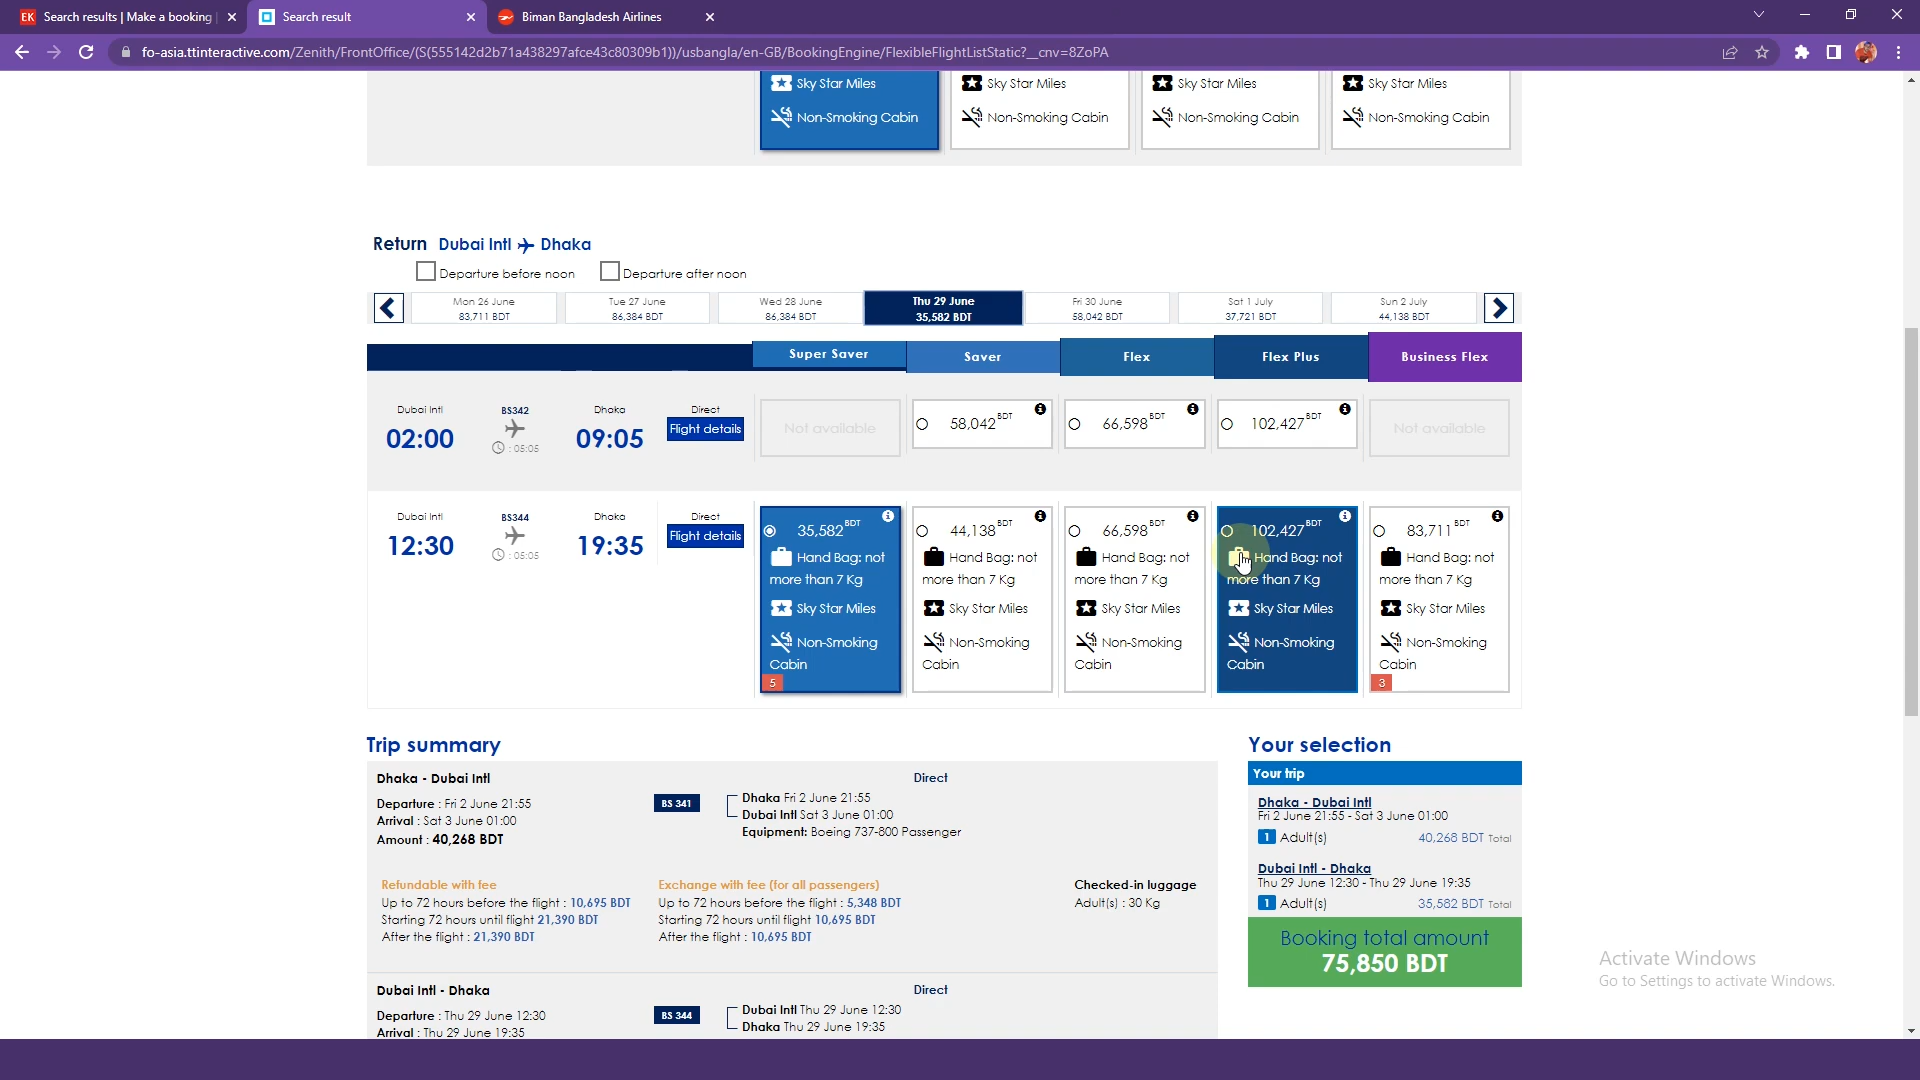 Search results | Make a booking
Search result
Biman Bangladesh Airlines
fo-asia.ttinteractive.com/Zenith/FrontOffice/(S(555142d2b71a438297afce43c80309b1))/usbangla/en-GB/BookingEngine/FlexibleFlightListStatic?__cnv=8ZoPA
Sky Star Miles Sky Star Miles Sky Star Miles Sky Star Miles
Non-Smoking Cabin Non-Smoking Cabin Non-Smoking Cabin Non-Smoking Cabin
Return Dubai Intl Dhaka
Departure before noon Departure after noon
Mon 26 June Tue 27 June Wed 28 June Thu 29 June Fri 30 June Sat 1 July Sun 2 July
83,711 BDT 86,384 BDT 86,384 BDT 35,582 BDT 58,042 BDT 37,721 BDT 44,138 BDT
Super Saver Saver Flex Flex Plus Business Flex
Dubai Intl BS342 Dhaka Direct
02:00 09:05 Flight details Not available 58,042 BDT 66,598 BDT 102,427 BDT Not available
: 05:05
Dubai Intl BS344 Dhaka Direct
12:30 19:35 Flight details 35,582 BDT 44,138 BDT 66,598 BDT 102,427 BDT 83,711 BDT
: 05:05
Hand Bag: not Hand Bag: not Hand Bag: not Hand Bag: not Hand Bag: not
more than 7 Kg more than 7 Kg more than 7 Kg more than 7 Kg more than 7 Kg
Sky Star Miles Sky Star Miles Sky Star Miles Sky Star Miles Sky Star Miles
Non-Smoking Non-Smoking Non-Smoking Non-Smoking Non-Smoking
Cabin Cabin Cabin Cabin Cabin
5 3
Trip summary
Dhaka - Dubai Intl Direct
Departure : Fri 2 June 21:55 BS 341 Dhaka Fri 2 June 21:55
Arrival : Sat 3 June 01:00 Dubai Intl Sat 3 June 01:00
Amount : 40,268 BDT Equipment: Boeing 737-800 Passenger
Refundable with fee Exchange with fee (for all passengers) Checked-in luggage
Up to 72 hours before the flight : 10,695 BDT Up to 72 hours before the flight : 5,348 BDT Adult(s) : 30 Kg
Starting 72 hours until flight 21,390 BDT Starting 72 hours until flight 10,695 BDT
After the flight : 21,390 BDT After the flight : 10,695 BDT
Dubai Intl - Dhaka Direct
Departure : Thu 29 June 12:30 BS 344 Dubai Intl Thu 29 June 12:30
Arrival : Thu 29 June 19:35 Dhaka Thu 29 June 19:35
Your selection
Your trip
Dhaka - Dubai Intl
Fri 2 June 21:55 - Sat 3 June 01:00
1 Adult(s) 40,268 BDT Total
Dubai Intl - Dhaka
Thu 29 June 12:30 - Thu 29 June 19:35
1 Adult(s) 35,582 BDT Total
Booking total amount
75,850 BDT
Activate Windows
Go to Settings to activate Windows.